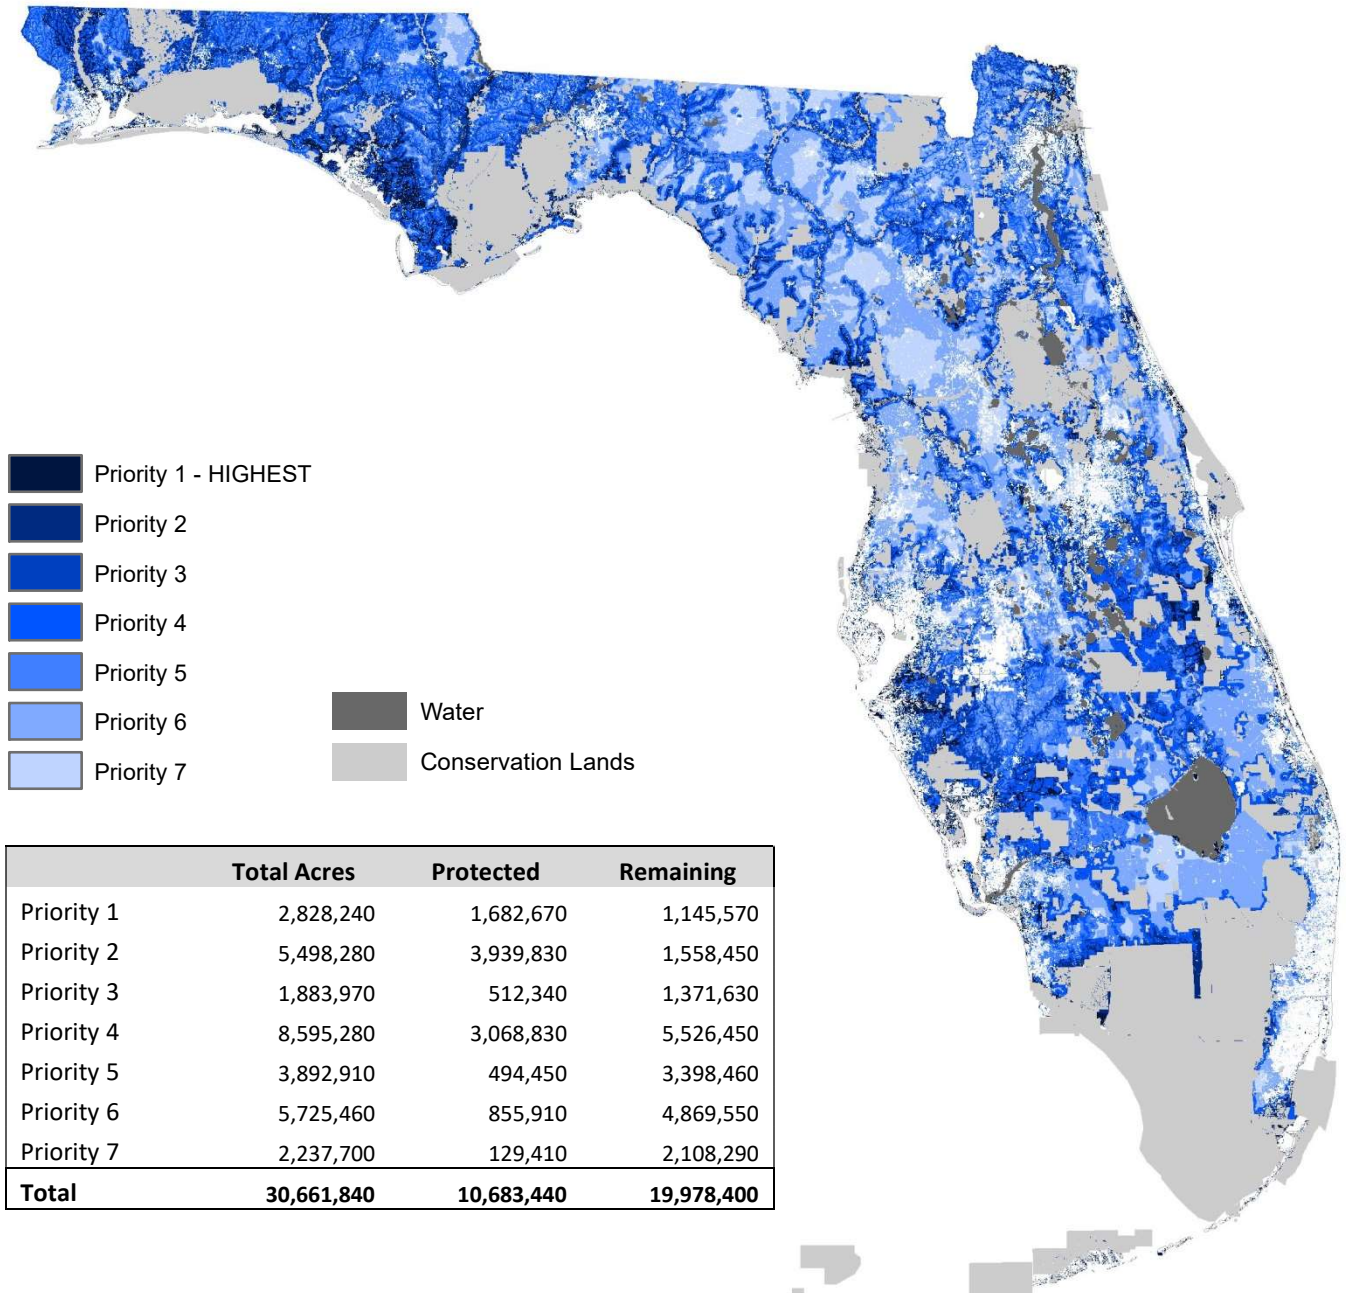 Priority 1 - HIGHEST
Priority 2
Priority 3
Priority 4
Priority 5
Priority 6
Priority 7
Water
Conservation Lands
Total Acres Protected Remaining
Priority 1 2,828,240 1,682,670 1,145,570
Priority 2 5,498,280 3,939,830 1,558,450
Priority 3 1,883,970 512,340 1,371,630
Priority 4 8,595,280 3,068,830 5,526,450
Priority 5 3,892,910 494,450 3,398,460
Priority 6 5,725,460 855,910 4,869,550
Priority 7 2,237,700 129,410 2,108,290
Total 30,661,840 10,683,440 19,978,400